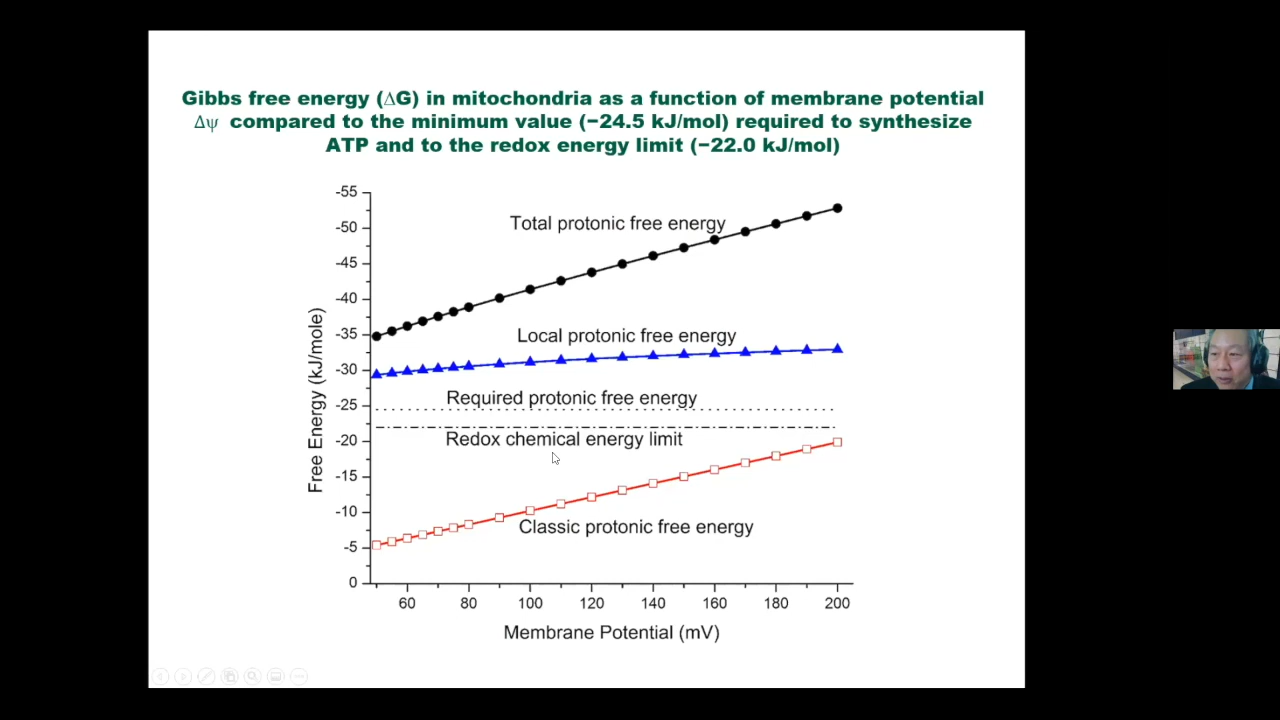 Gibbs free energy (ΔG) in mitochondria as a function of membrane potential
Δψ compared to the minimum value (−24.5 kJ/mol) required to synthesize
ATP and to the redox energy limit (−22.0 kJ/mol)
-55
-50
-45
-40
-35
-30
-25
-20
-15
-10
-5
0
Free Energy (kJ/mole)
Total protonic free energy
Local protonic free energy
Required protonic free energy
Redox chemical energy limit
Classic protonic free energy
60 80 100 120 140 160 180 200
Membrane Potential (mV)